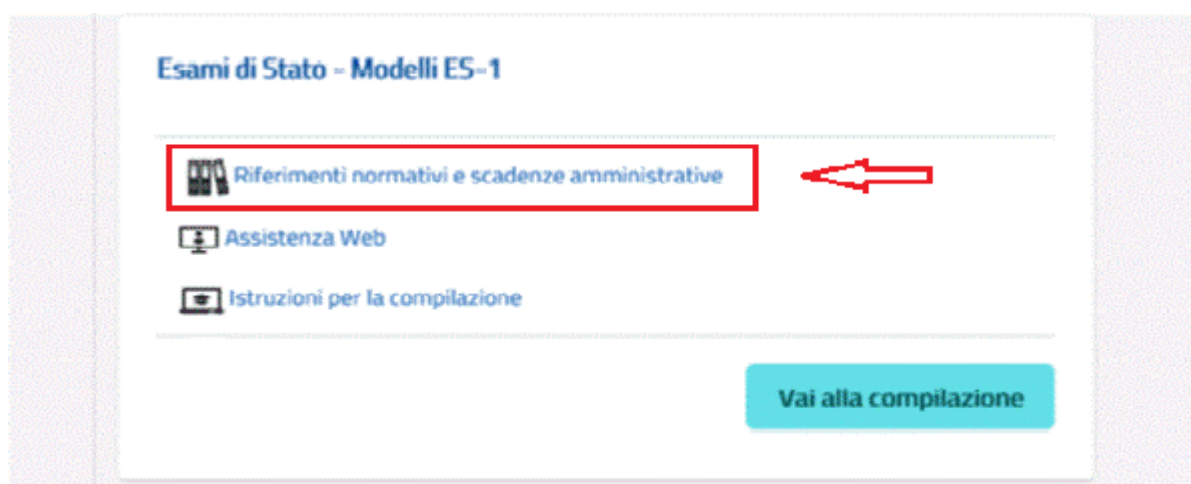 Esami di Stato - Modelli ES-1
Riferimenti normativi e scadenze amministrative
Assistenza Web
Istruzioni per la compilazione
Vai alla compilazione